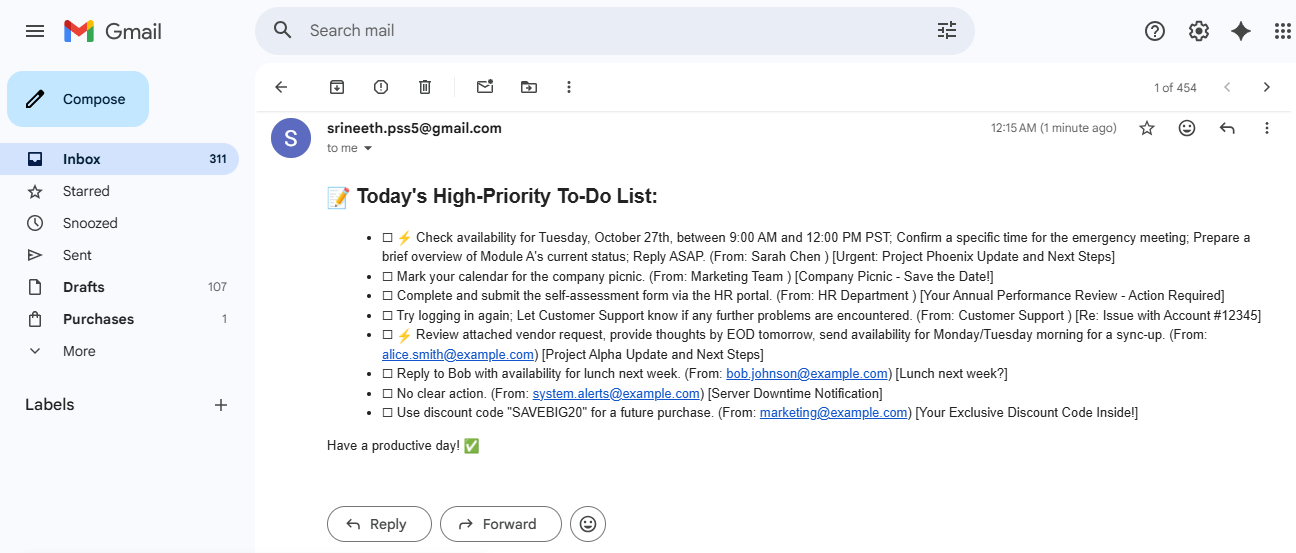 Gmail
Search mail
Compose
1 of 454
Inbox 311
Starred
Snoozed
Sent
Drafts 107
Purchases 1
More
Labels
S
srineeth.pss5@gmail.com
12:15 AM (1 minute ago)
to me
📝 Today's High-Priority To-Do List:
• ☐ ⚡ Check availability for Tuesday, October 27th, between 9:00 AM and 12:00 PM PST; Confirm a specific time for the emergency meeting; Prepare a
brief overview of Module A's current status; Reply ASAP. (From: Sarah Chen ) [Urgent: Project Phoenix Update and Next Steps]
• ☐ Mark your calendar for the company picnic. (From: Marketing Team ) [Company Picnic - Save the Date!]
• ☐ Complete and submit the self-assessment form via the HR portal. (From: HR Department ) [Your Annual Performance Review - Action Required]
• ☐ Try logging in again; Let Customer Support know if any further problems are encountered. (From: Customer Support ) [Re: Issue with Account #12345]
• ☐ ⚡ Review attached vendor request, provide thoughts by EOD tomorrow, send availability for Monday/Tuesday morning for a sync-up. (From:
alice.smith@example.com) [Project Alpha Update and Next Steps]
• ☐ Reply to Bob with availability for lunch next week. (From: bob.johnson@example.com) [Lunch next week?]
• ☐ No clear action. (From: system.alerts@example.com) [Server Downtime Notification]
• ☐ Use discount code "SAVEBIG20" for a future purchase. (From: marketing@example.com) [Your Exclusive Discount Code Inside!]
Have a productive day! ✅
Reply
Forward